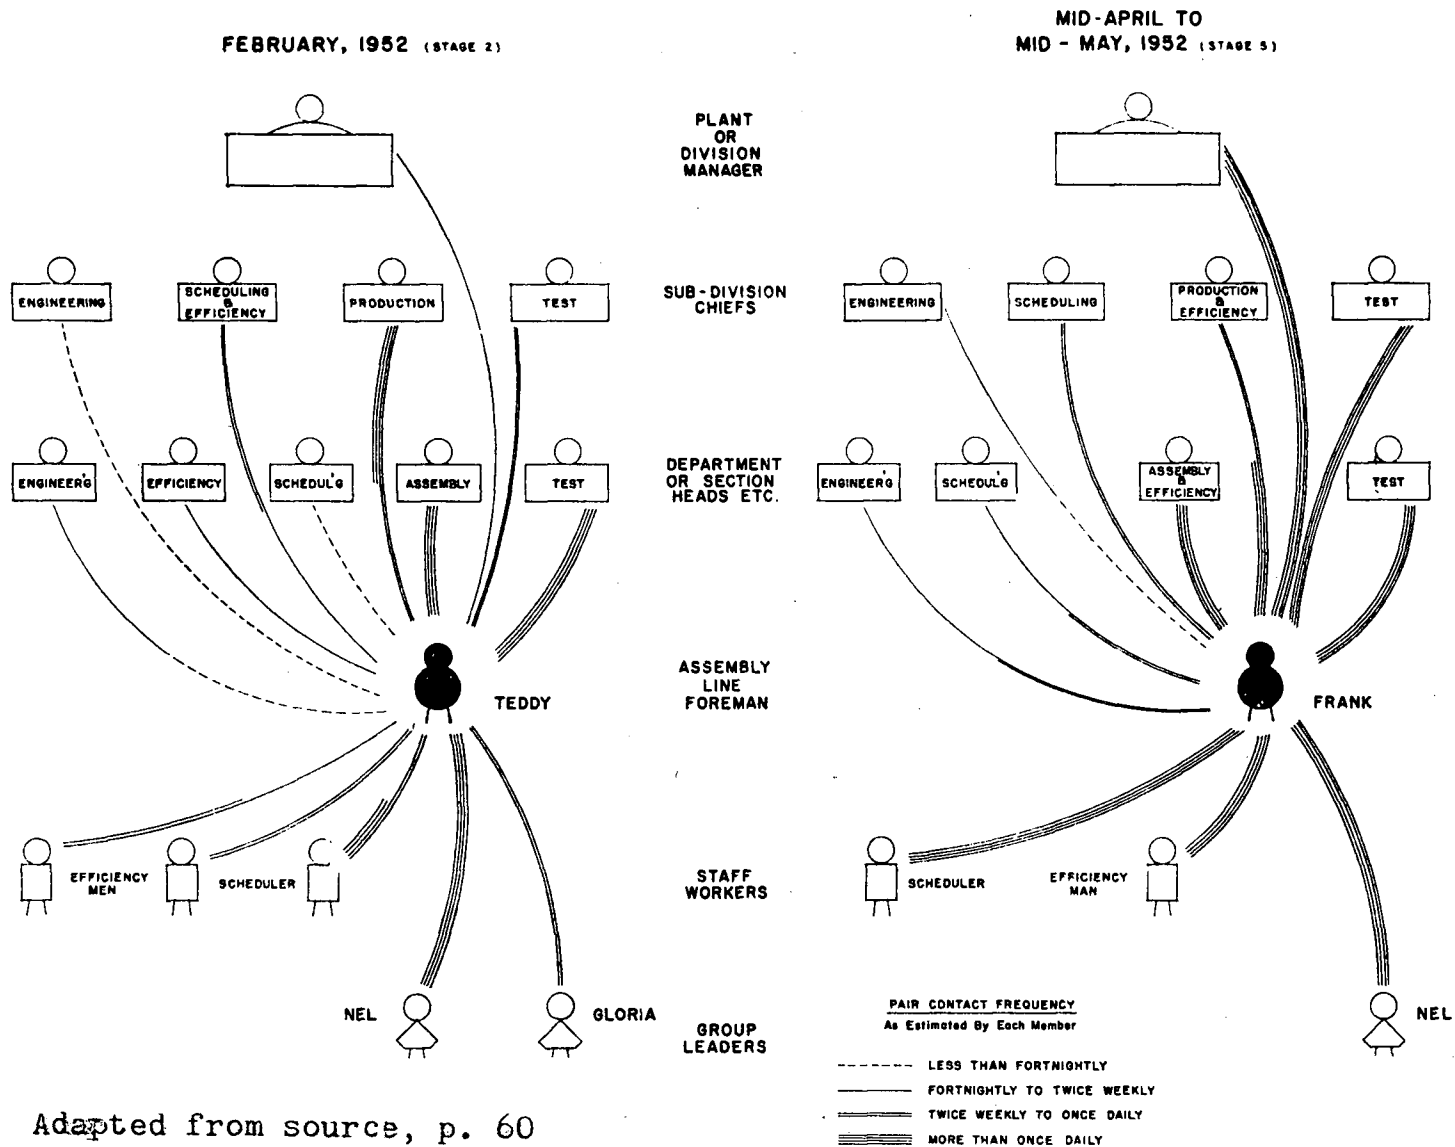 FEBRUARY, 1952 (STAGE 2)
MID-APRIL TO
MID - MAY, 1952 (STAGE 5)
PLANT
OR
DIVISION
MANAGER
ENGINEERING
SCHEDULING
&
EFFICIENCY
PRODUCTION
TEST
SUB-DIVISION
CHIEFS
ENGINEERING
SCHEDULING
PRODUCTION
&
EFFICIENCY
TEST
ENGINEER'G
EFFICIENCY
SCHEDUL'G
ASSEMBLY
TEST
DEPARTMENT
OR SECTION
HEADS ETC.
ENGINEER'G
SCHEDUL'G
ASSEMBLY
&
EFFICIENCY
TEST
TEDDY
ASSEMBLY
LINE
FOREMAN
FRANK
EFFICIENCY
MEN
SCHEDULER
STAFF
WORKERS
SCHEDULER
EFFICIENCY
MAN
NEL
GLORIA
GROUP
LEADERS
NEL
PAIR CONTACT FREQUENCY
As Estimated By Each Member
LESS THAN FORTNIGHTLY
FORTNIGHTLY TO TWICE WEEKLY
TWICE WEEKLY TO ONCE DAILY
MORE THAN ONCE DAILY
Adapted from source, p. 60